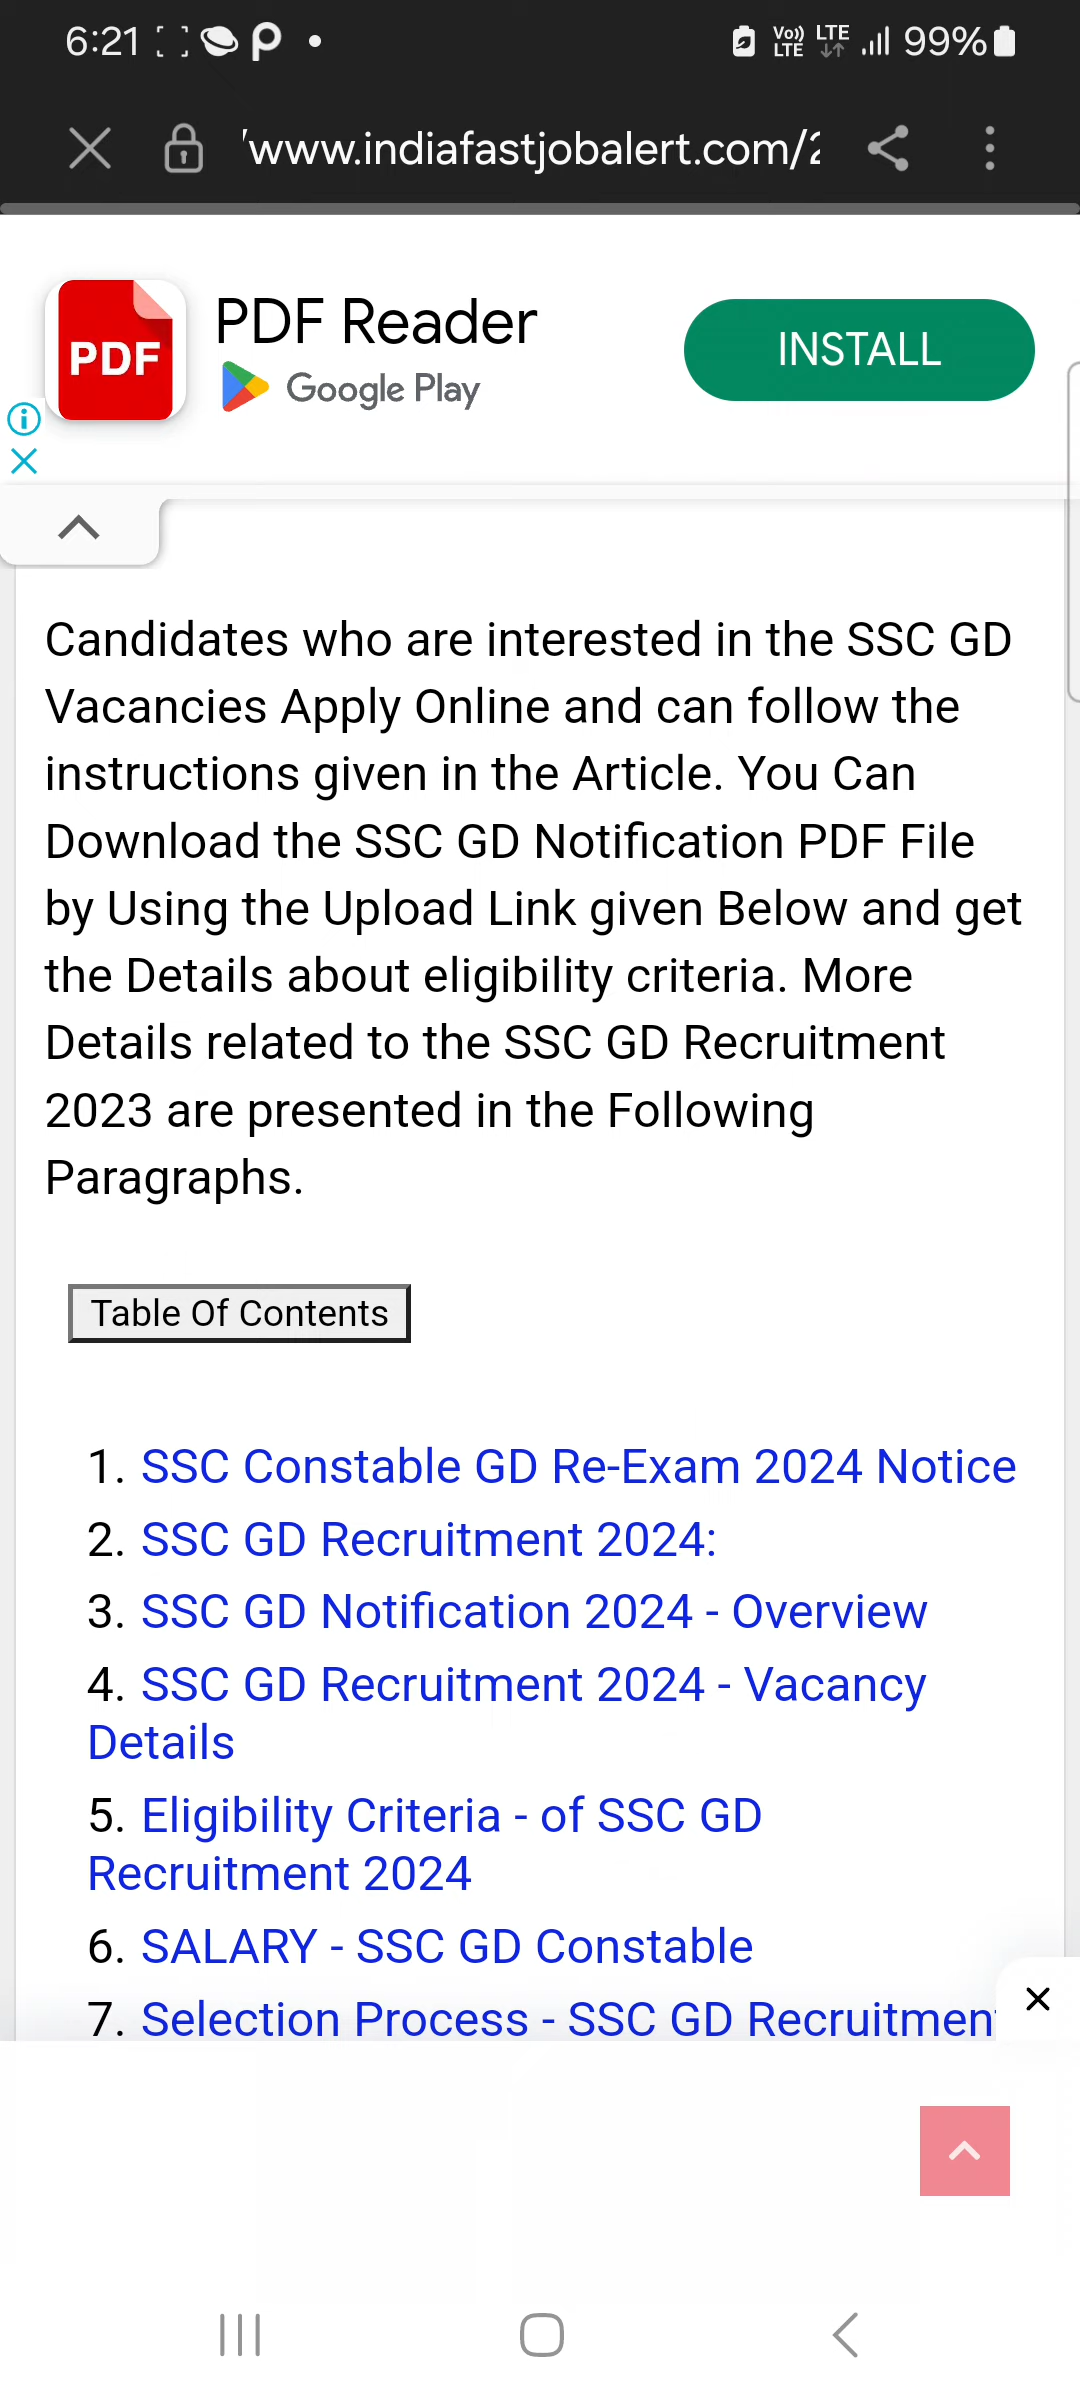 6:21
Vo)) LTE
LTE
99%
www.indiafastjobalert.com/2
PDF
PDF Reader
Google Play
INSTALL
Candidates who are interested in the SSC GD
Vacancies Apply Online and can follow the
instructions given in the Article. You Can
Download the SSC GD Notification PDF File
by Using the Upload Link given Below and get
the Details about eligibility criteria. More
Details related to the SSC GD Recruitment
2023 are presented in the Following
Paragraphs.
Table Of Contents
1. SSC Constable GD Re-Exam 2024 Notice
2. SSC GD Recruitment 2024:
3. SSC GD Notification 2024 - Overview
4. SSC GD Recruitment 2024 - Vacancy
Details
5. Eligibility Criteria - of SSC GD
Recruitment 2024
6. SALARY - SSC GD Constable
7. Selection Process - SSC GD Recruitment